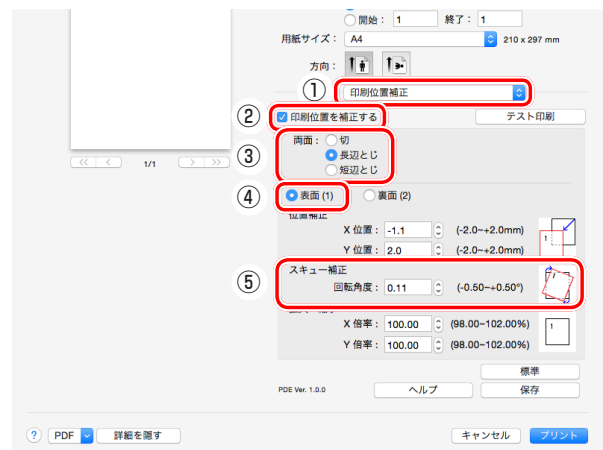 開始： 1 終了： 1
用紙サイズ： A4 210 x 297 mm
方向：
① 印刷位置補正
② 印刷位置を補正する テスト印刷
③ 両面： 切
長辺とじ
短辺とじ
<< < 1/1 > >>
④ 表面 (1) 裏面 (2)
位置補正
X 位置： -1.1 (-2.0~+2.0mm)
Y 位置： 2.0 (-2.0~+2.0mm)
1
⑤ スキュー補正
回転角度： 0.11 (-0.50~+0.50°)
X 倍率： 100.00 (98.00~102.00%)
1
Y 倍率： 100.00 (98.00~102.00%)
標準
PDE Ver. 1.0.0 ヘルプ 保存
? PDF 詳細を隠す キャンセル プリント